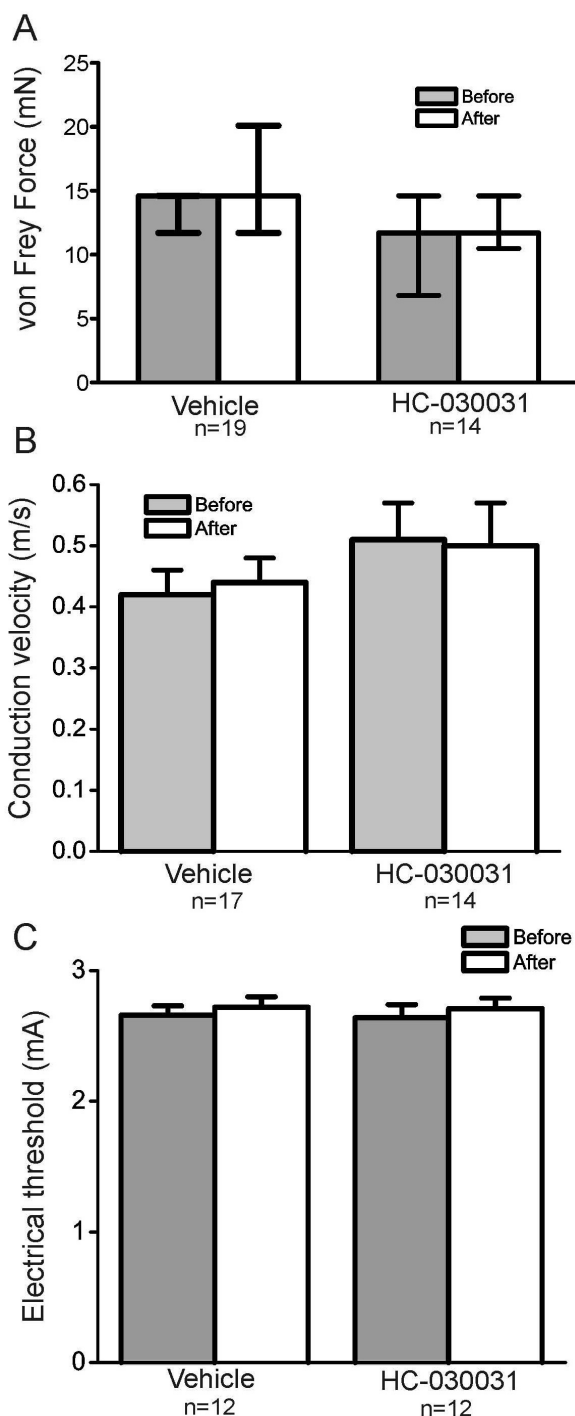 A
von Frey Force (mN)
25
20
15
10
5
0
Before
After
Vehicle
n=19
HC-030031
n=14
B
Conduction velocity (m/s)
0.6
0.5
0.4
0.3
0.2
0.1
0.0
Before
After
Vehicle
n=17
HC-030031
n=14
C
Electrical threshold (mA)
3
2
1
0
Before
After
Vehicle
n=12
HC-030031
n=12